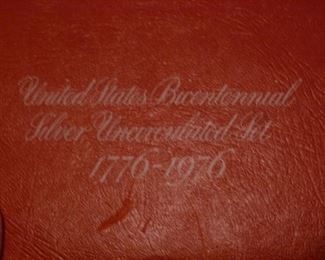 United States Bicentennial
Silver Uncirculated Set
1776-1976